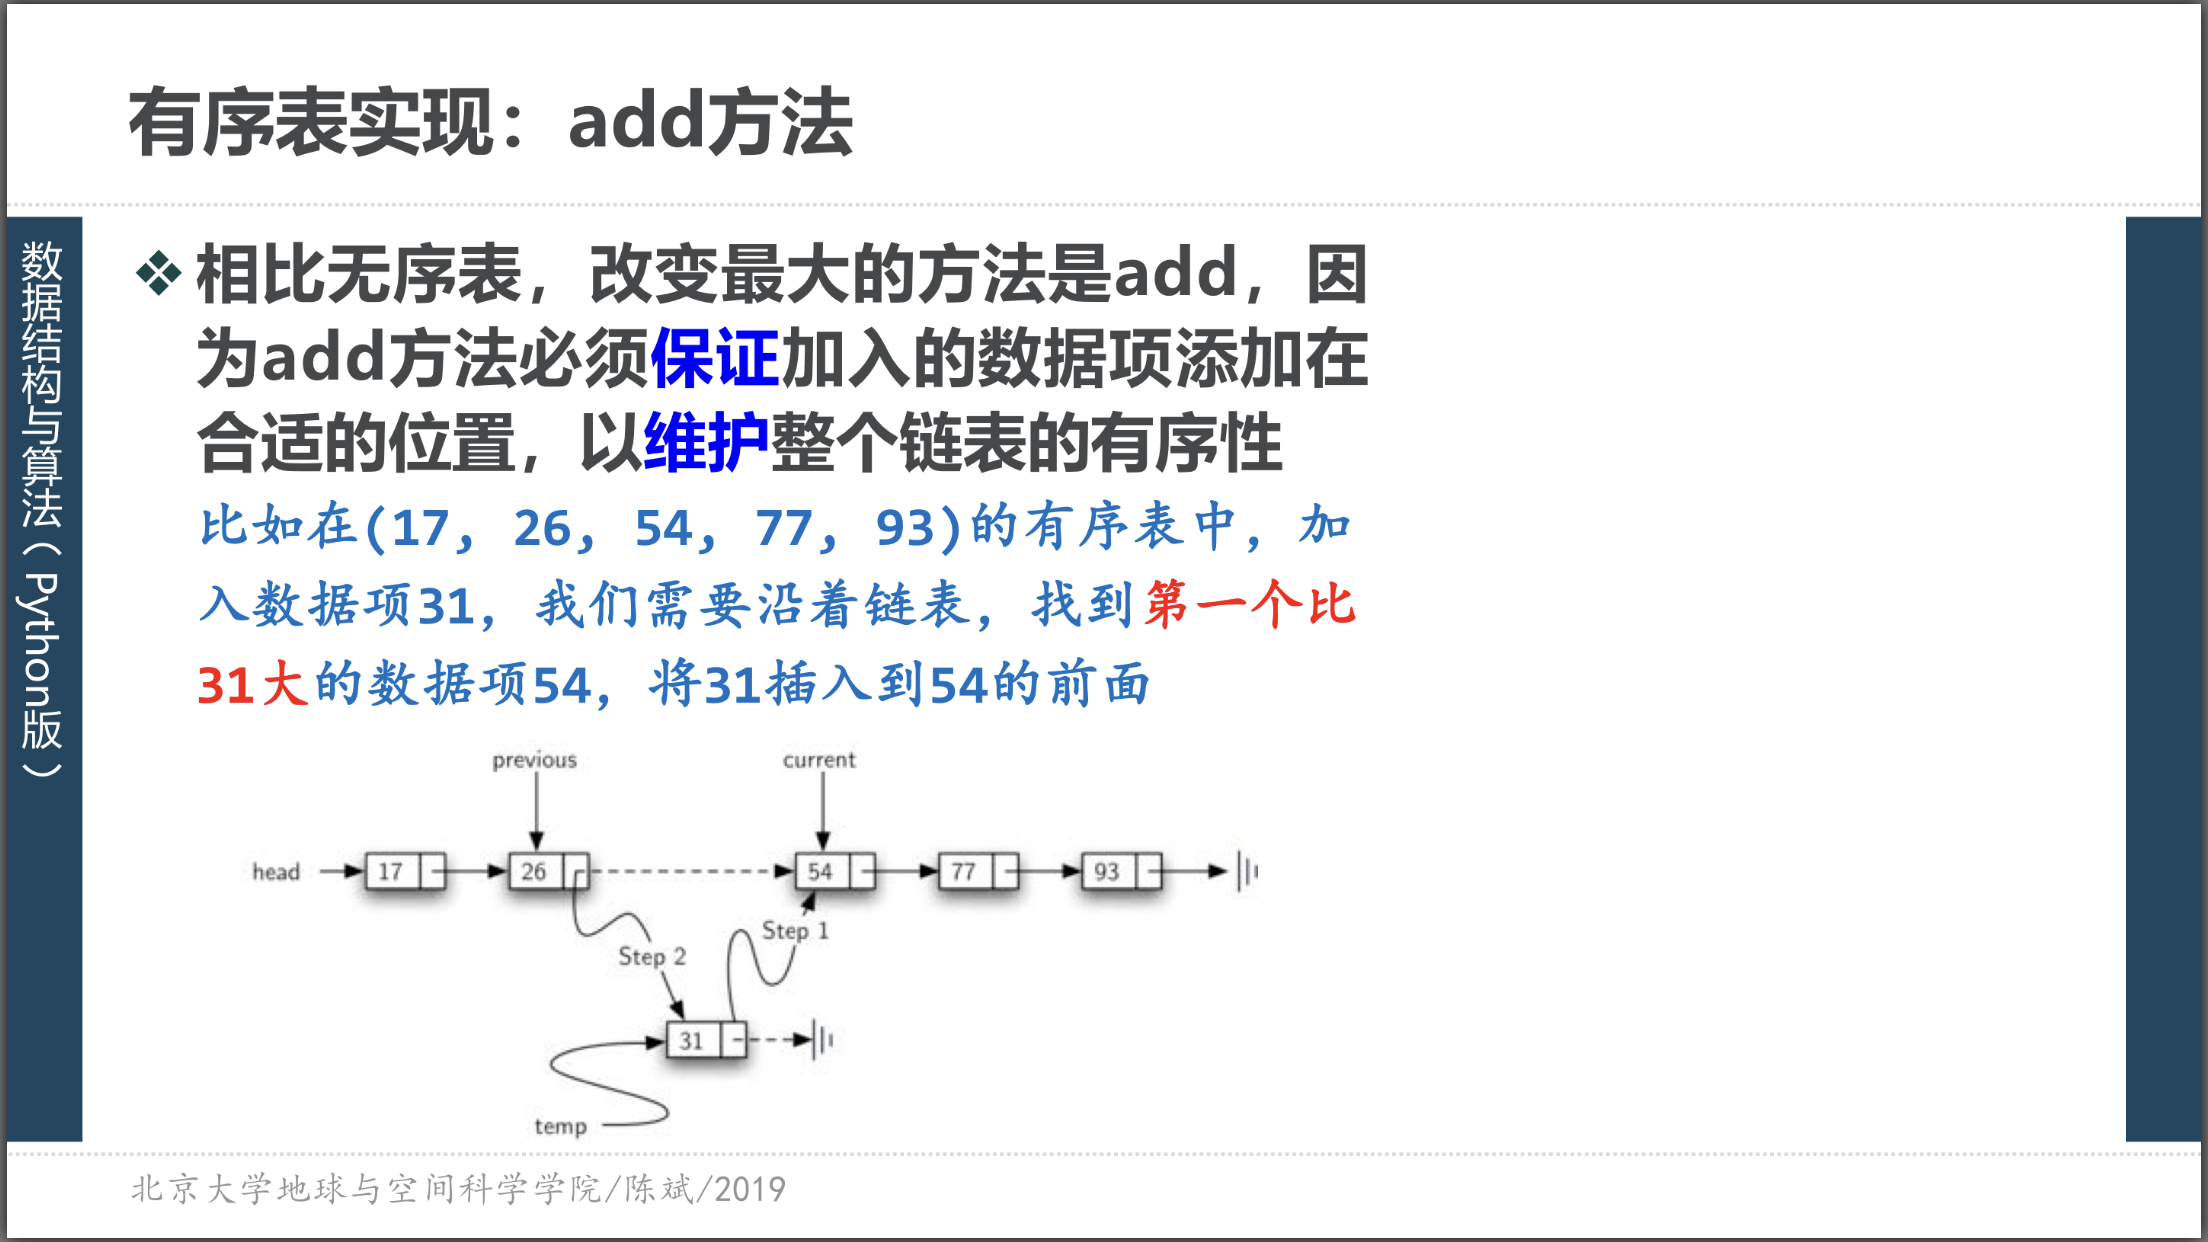 有序表实现：add方法
数据结构与算法（Python版）
相比无序表，改变最大的方法是add，因
为add方法必须保证加入的数据项添加在
合适的位置，以维护整个链表的有序性
比如在(17, 26, 54, 77, 93)的有序表中，加
入数据项31，我们需要沿着链表，找到第一个比
31大的数据项54，将31插入到54的前面
previous current
head 17 26 54 77 93
Step 1
Step 2
31
temp
北京大学地球与空间科学学院/陈斌/2019